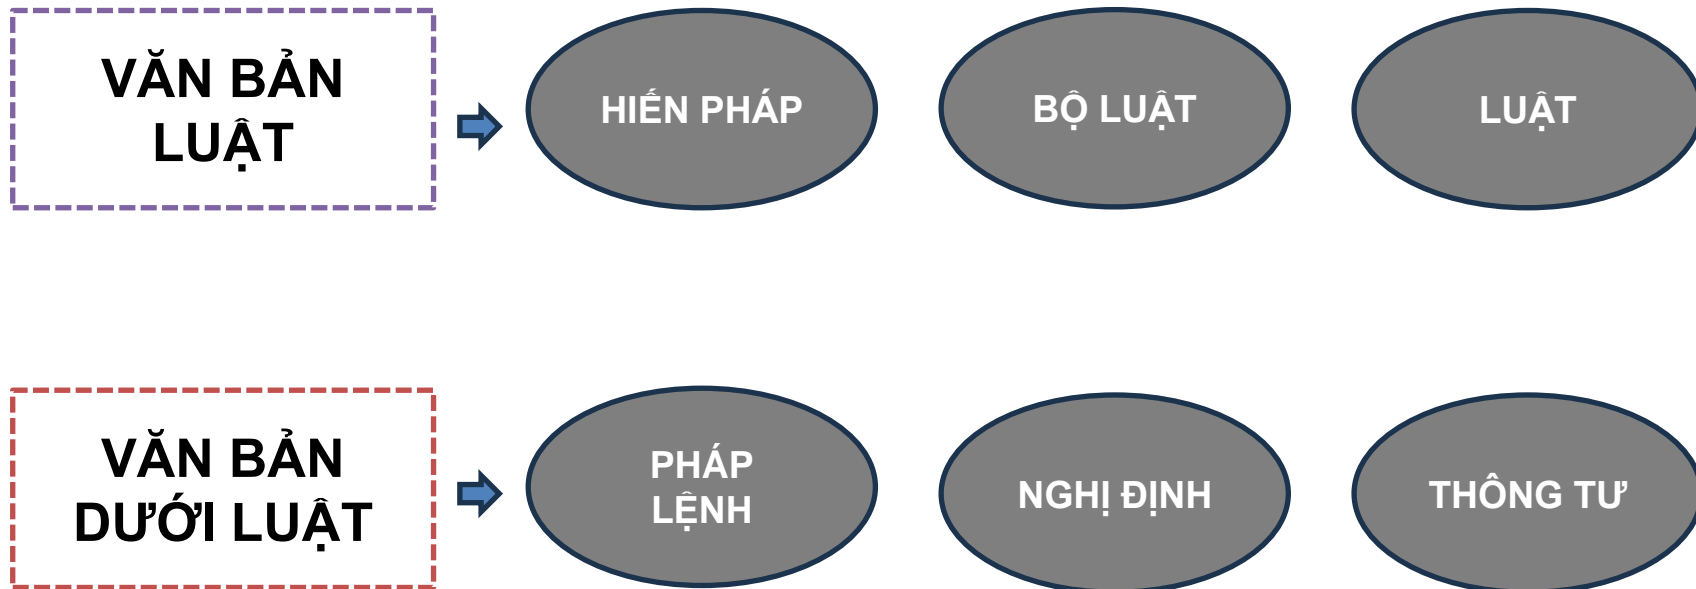 VĂN BẢN
LUẬT
HIẾN PHÁP
BỘ LUẬT
LUẬT
VĂN BẢN
DƯỚI LUẬT
PHÁP
LỆNH
NGHỊ ĐỊNH
THÔNG TƯ